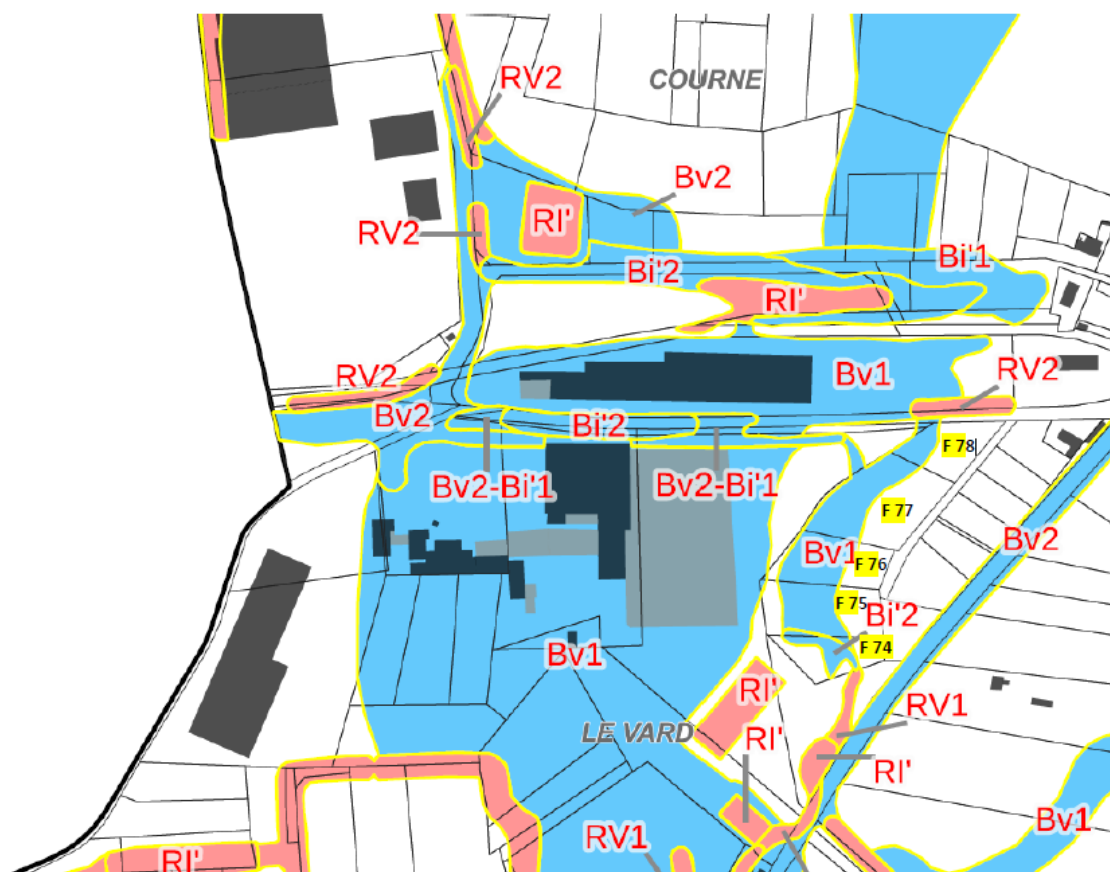 COURNE
RV2
Bv2
RI'
RV2
Bi'1
Bi'2
RI'
RV2
Bv1
RV2
Bv2
Bi'2
F 78
Bv2-Bi'1
Bv2-Bi'1
F 77
Bv2
Bv1
F 76
F 75
Bi'2
F 74
Bv1
RI'
RV1
LE VARD
RI'
RI'
Bv1
RV1
RI'